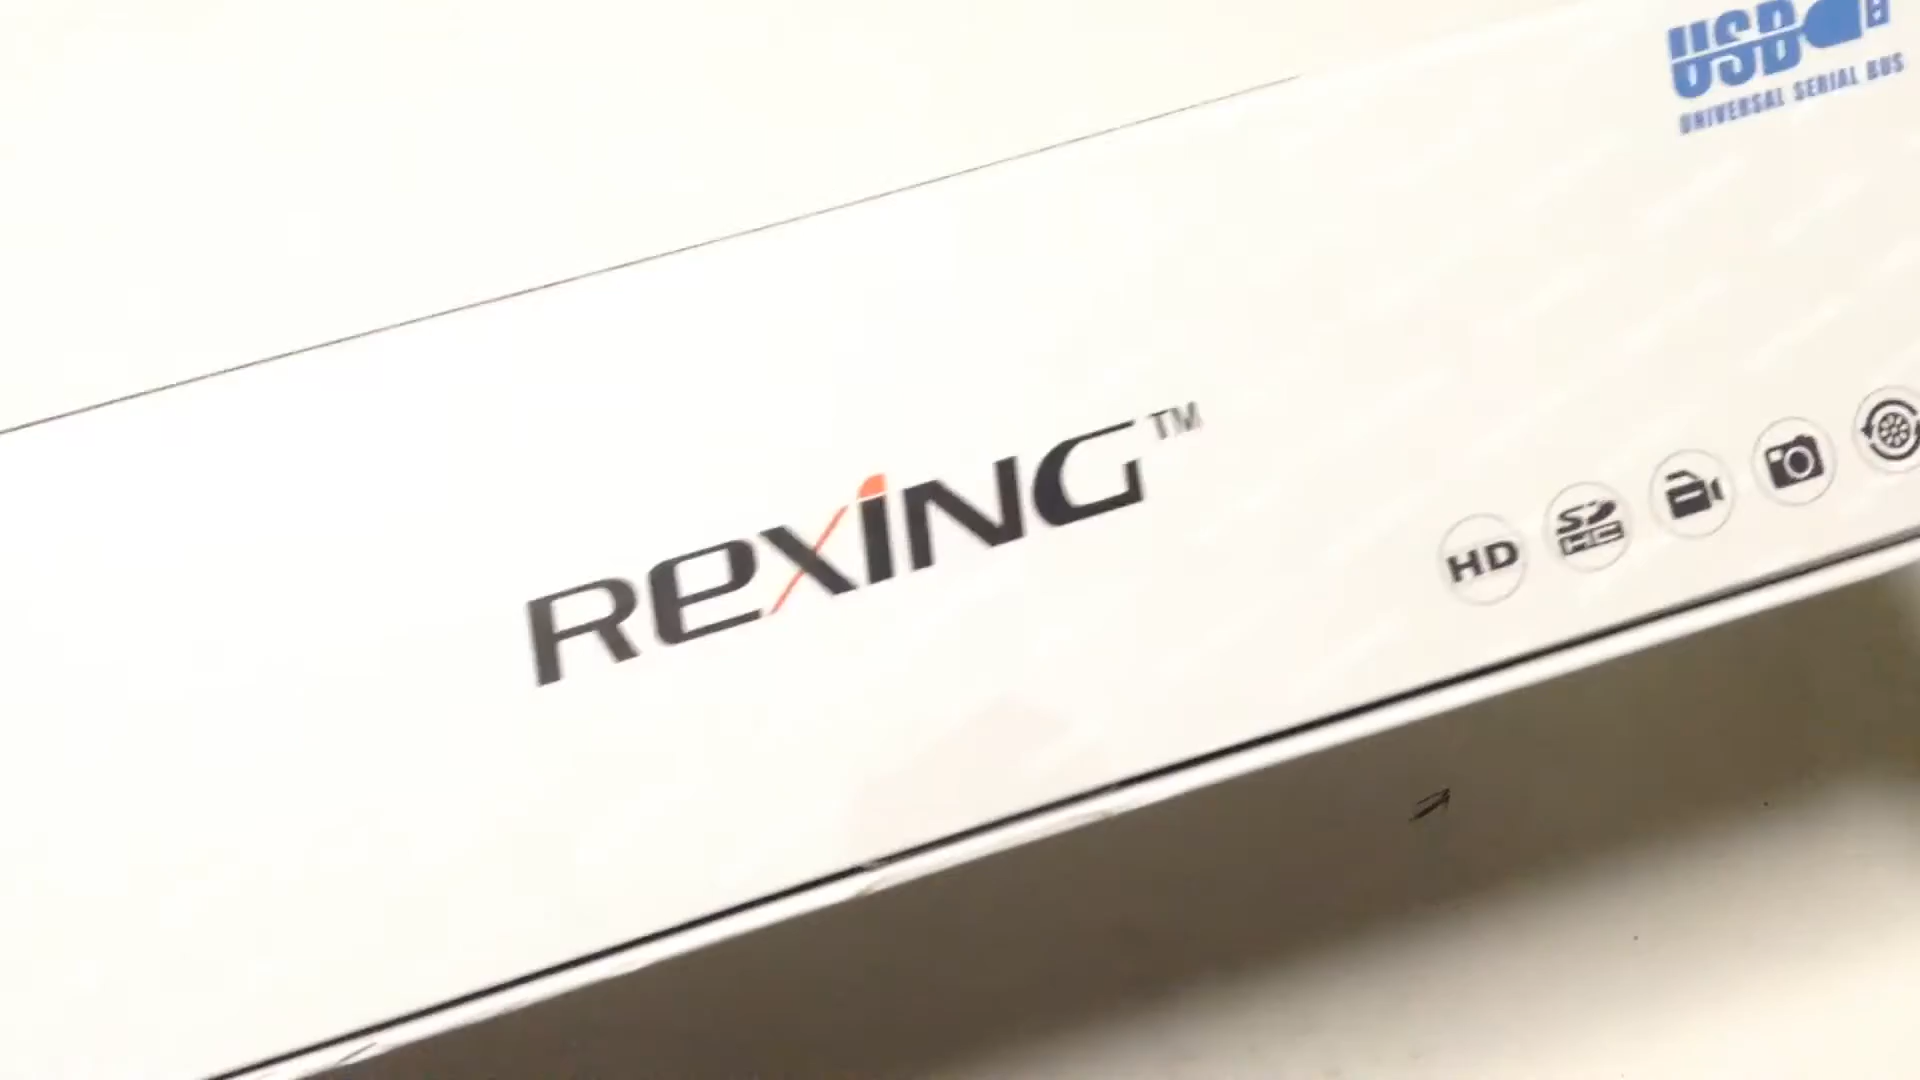 USB
UNIVERSAL SERIAL BUS
REXING™
HD
SD
HC